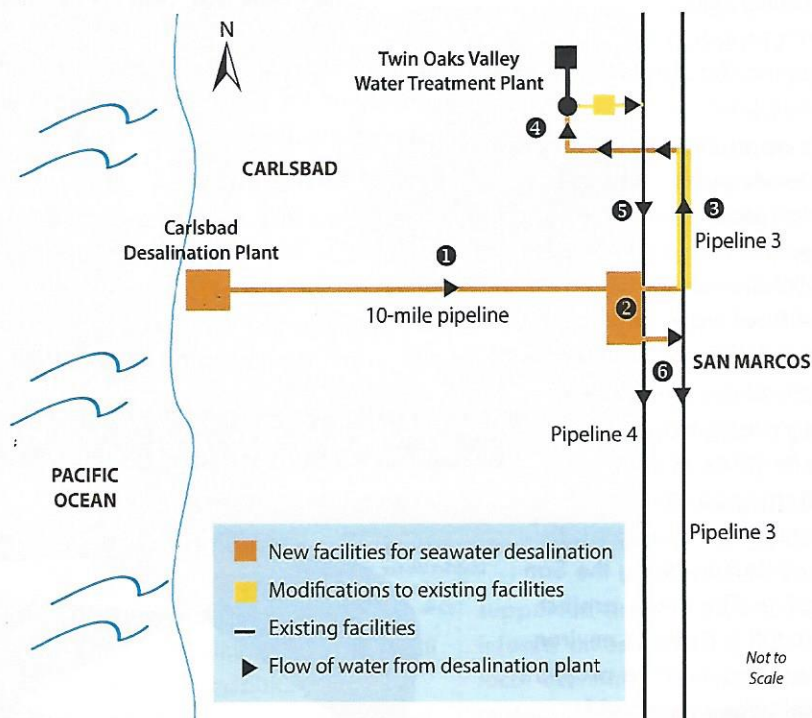 N
Twin Oaks Valley
Water Treatment Plant
4
CARLSBAD
5
3
Carlsbad
Desalination Plant
1
Pipeline 3
10-mile pipeline
2
SAN MARCOS
6
Pipeline 4
PACIFIC
OCEAN
Pipeline 3
New facilities for seawater desalination
Modifications to existing facilities
Existing facilities
Flow of water from desalination plant
Not to
Scale